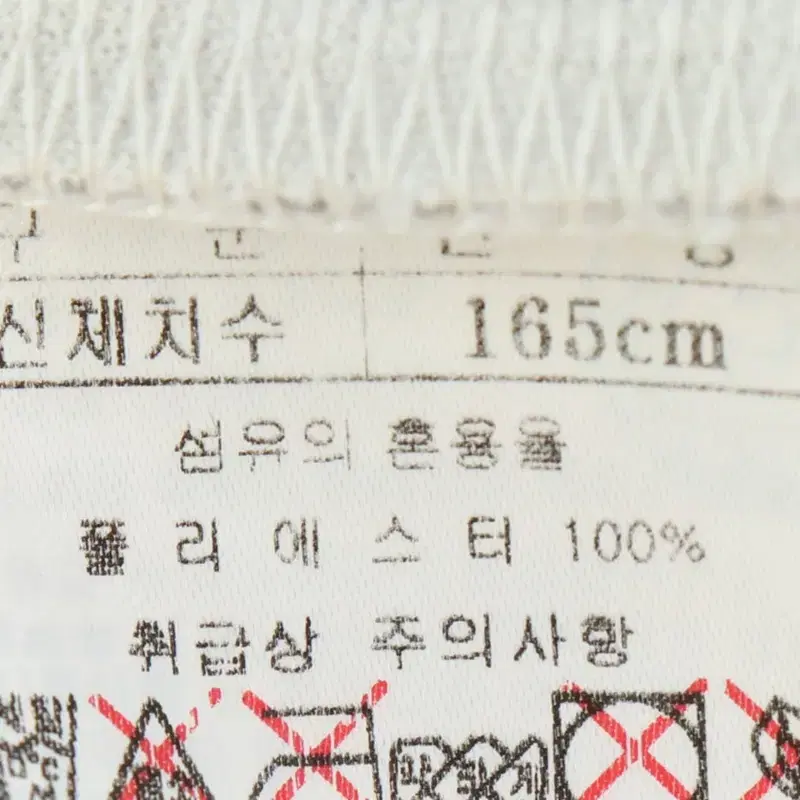 신체치수 165cm
섬유의 혼용율
폴리에스터 100%
취급상 주의사항